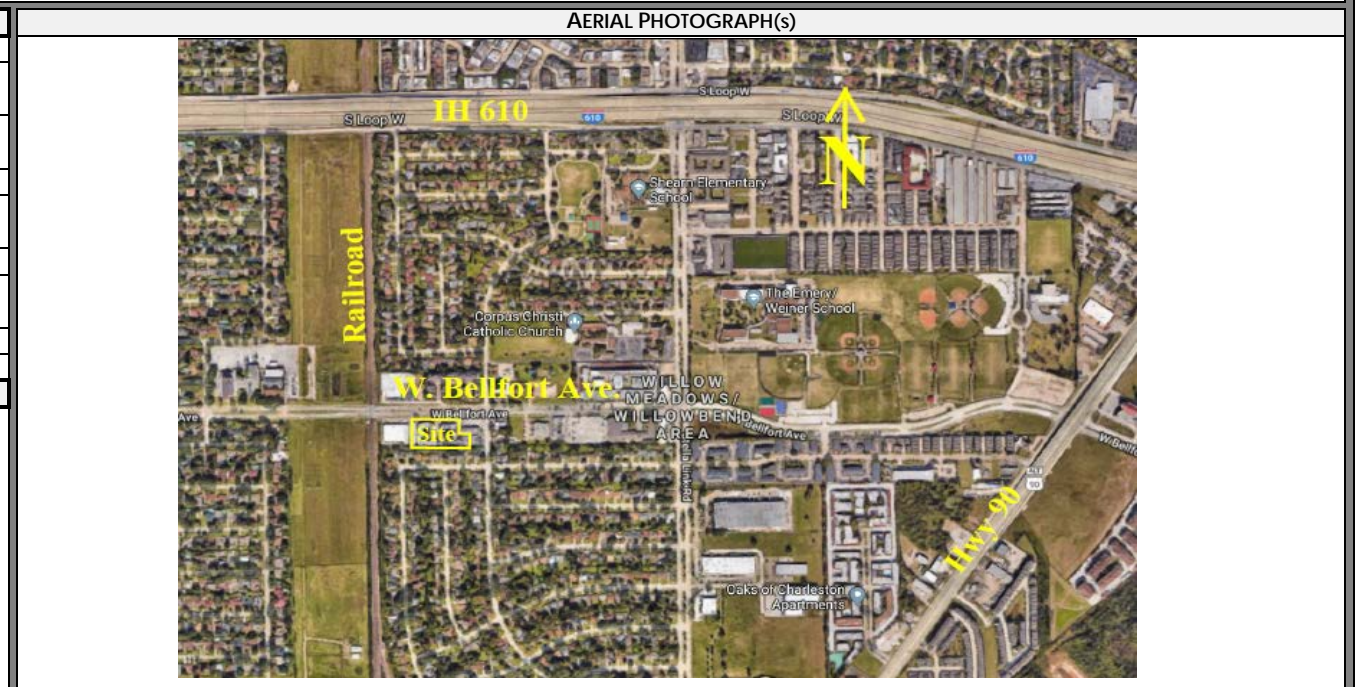 AERIAL PHOTOGRAPH(s)
S Loop W
IH 610
610
S Loop W
S Loop W
N
610
Shearn Elementary
School
Railroad
The Emery/
Weiner School
Corpus Christi
Catholic Church
W. Bellfort Ave.
WILLOW
MEADOWS/
WILLOWBEND
AREA
Ave
W Bellfort Ave
Bellfort Ave
Site
W Bellfo
ALT
90
Hwy 90
Oaks of Charleston
Apartments